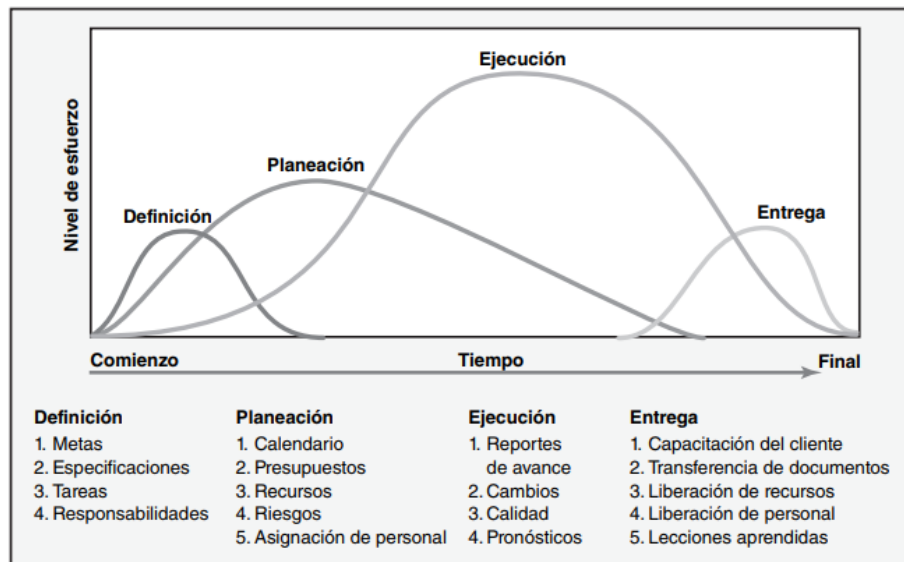 Nivel de esfuerzo
Ejecución
Planeación
Definición
Entrega
Comienzo
Tiempo
Final
Definición
1. Metas
2. Especificaciones
3. Tareas
4. Responsabilidades
Planeación
1. Calendario
2. Presupuestos
3. Recursos
4. Riesgos
5. Asignación de personal
Ejecución
1. Reportes
de avance
2. Cambios
3. Calidad
4. Pronósticos
Entrega
1. Capacitación del cliente
2. Transferencia de documentos
3. Liberación de recursos
4. Liberación de personal
5. Lecciones aprendidas